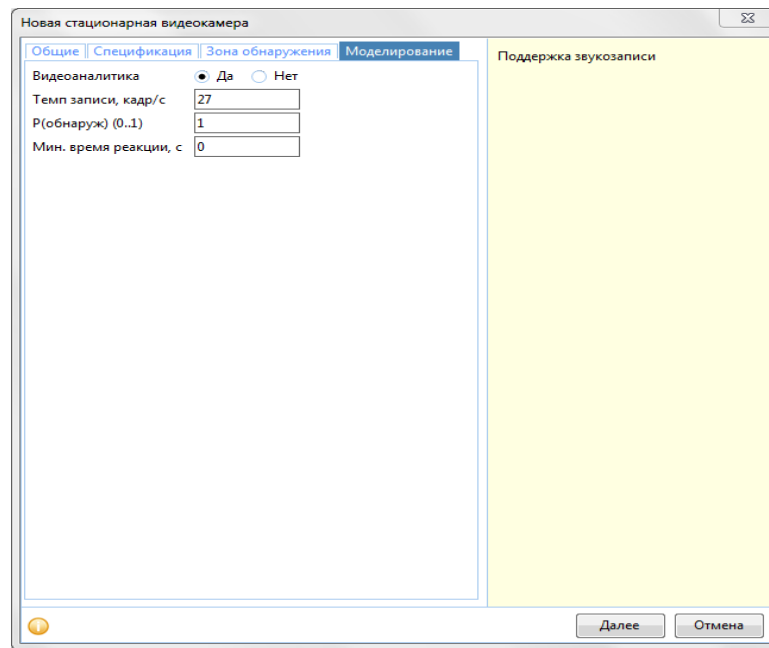 Новая стационарная видеокамера
Общие Спецификация Зона обнаружения Моделирование
Видеоаналитика Да Нет
Темп записи, кадр/с 27
P(обнаруж) (0..1) 1
Мин. время реакции, с 0
Поддержка звукозаписи
Далее Отмена